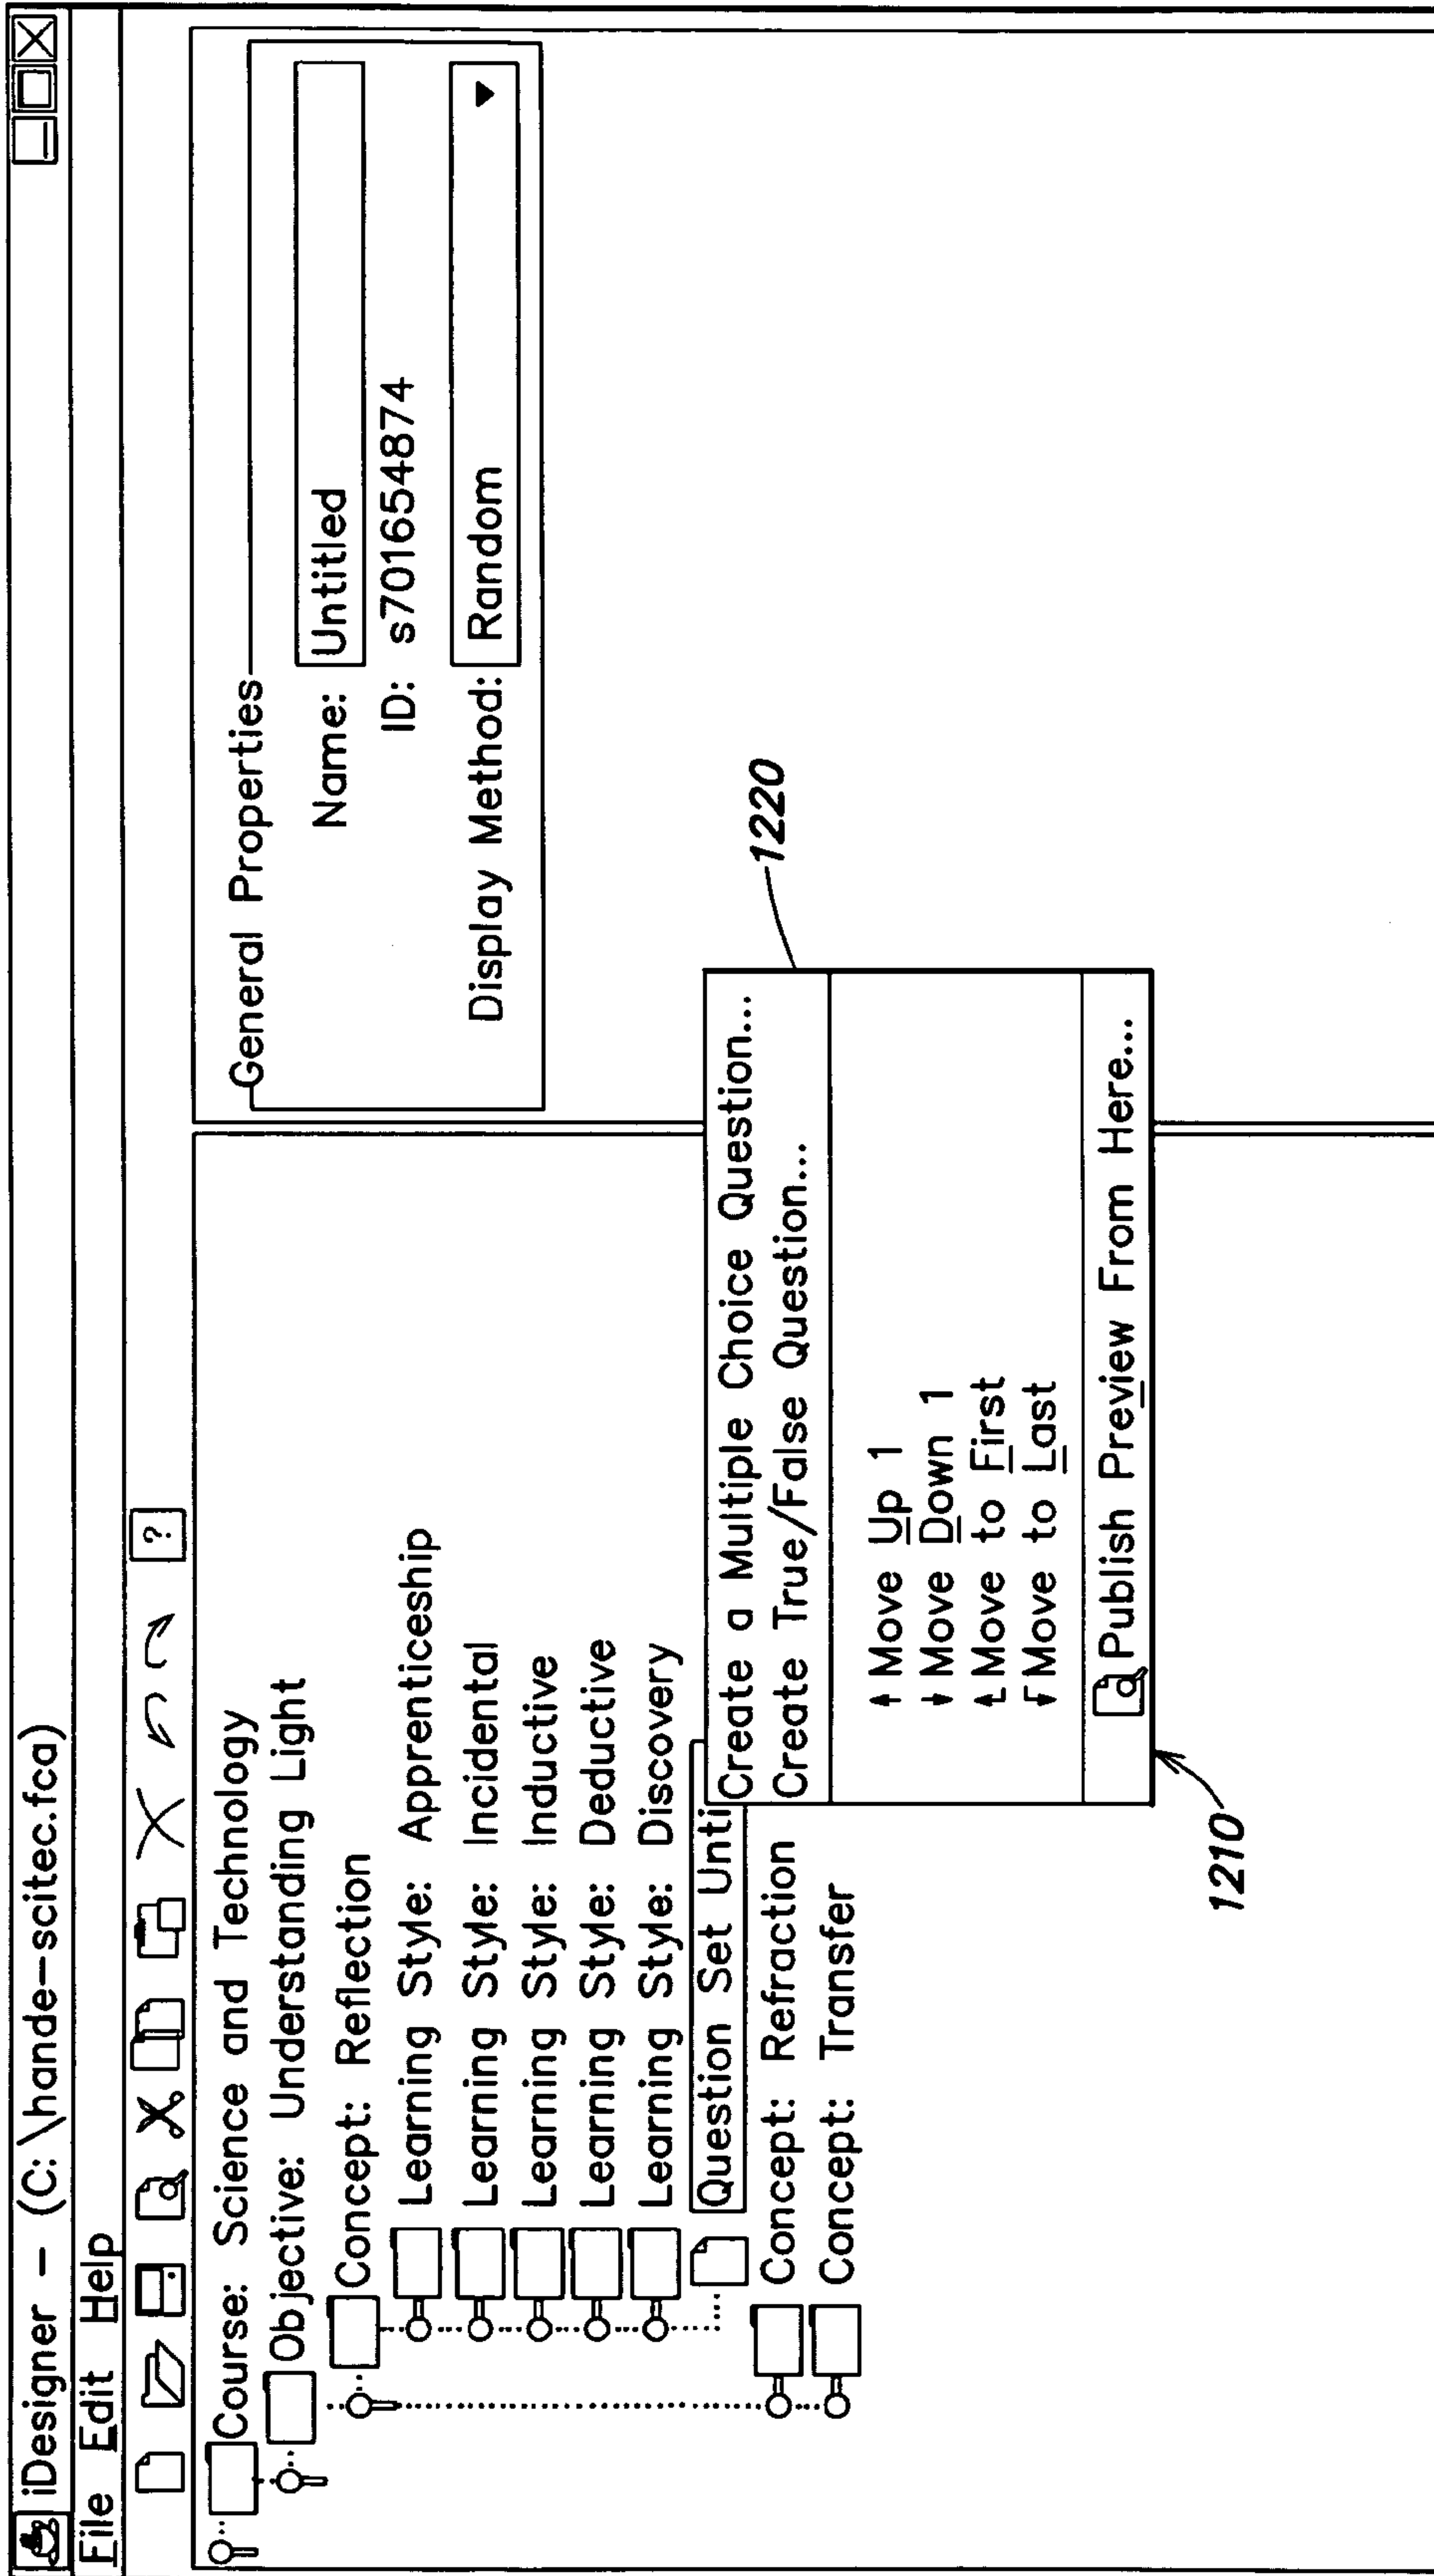 iDesigner – (C: \hande–scitec.fca)
File Edit Help
?
Course: Science and Technology
Objective: Understanding Light
Concept: Reflection
Learning Style: Apprenticeship
Learning Style: Incidental
Learning Style: Inductive
Learning Style: Deductive
Learning Style: Discovery
Question Set Unti
Concept: Refraction
Concept: Transfer
Create a Multiple Choice Question...
Create True/False Question...
Move Up 1
Move Down 1
Move to First
Move to Last
Publish Preview From Here...
1210
1220
General Properties
Name: Untitled
ID: s701654874
Display Method: Random